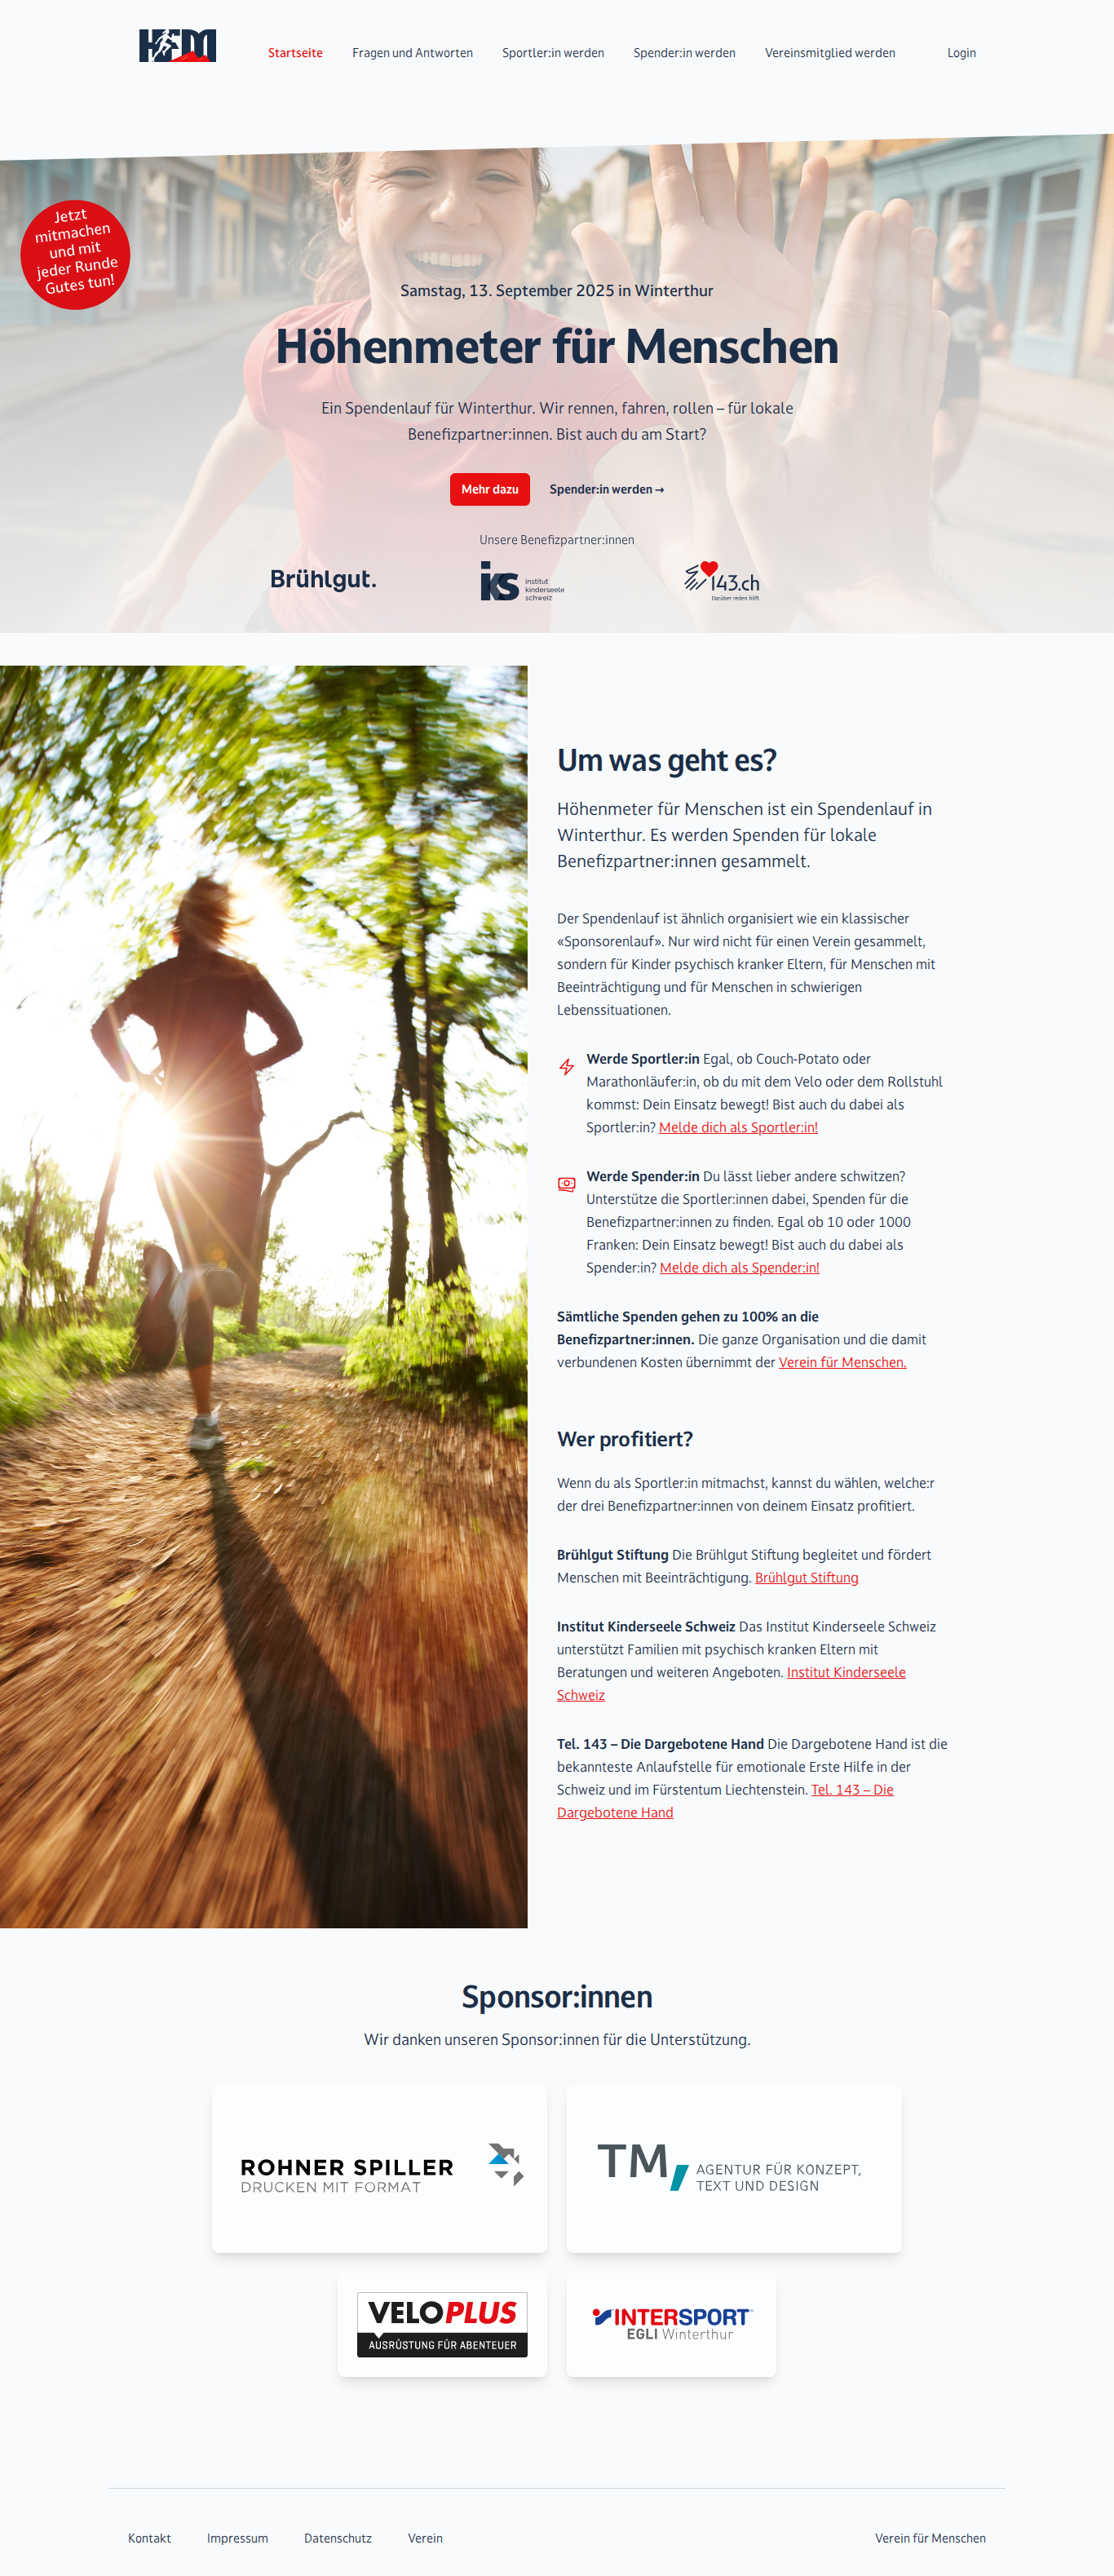 HFM
Startseite
Fragen und Antworten
Sportler:in werden
Spender:in werden
Vereinsmitglied werden
Login
Jetzt
mitmachen
und mit
jeder Runde
Gutes tun!
Samstag, 13. September 2025 in Winterthur
Höhenmeter für Menschen
Ein Spendenlauf für Winterthur. Wir rennen, fahren, rollen – für lokale
Benefizpartner:innen. Bist auch du am Start?
Mehr dazu
Spender:in werden →
Unsere Benefizpartner:innen
Brühlgut.
iks institut
kinderseele
schweiz
143.ch
Darüber reden hilft
Um was geht es?
Höhenmeter für Menschen ist ein Spendenlauf in
Winterthur. Es werden Spenden für lokale
Benefizpartner:innen gesammelt.
Der Spendenlauf ist ähnlich organisiert wie ein klassischer
«Sponsorenlauf». Nur wird nicht für einen Verein gesammelt,
sondern für Kinder psychisch kranker Eltern, für Menschen mit
Beeinträchtigung und für Menschen in schwierigen
Lebenssituationen.
Werde Sportler:in Egal, ob Couch-Potato oder
Marathonläufer:in, ob du mit dem Velo oder dem Rollstuhl
kommst: Dein Einsatz bewegt! Bist auch du dabei als
Sportler:in? Melde dich als Sportler:in!
Werde Spender:in Du lässt lieber andere schwitzen?
Unterstütze die Sportler:innen dabei, Spenden für die
Benefizpartner:innen zu finden. Egal ob 10 oder 1000
Franken: Dein Einsatz bewegt! Bist auch du dabei als
Spender:in? Melde dich als Spender:in!
Sämtliche Spenden gehen zu 100% an die
Benefizpartner:innen. Die ganze Organisation und die damit
verbundenen Kosten übernimmt der Verein für Menschen.
Wer profitiert?
Wenn du als Sportler:in mitmachst, kannst du wählen, welche:r
der drei Benefizpartner:innen von deinem Einsatz profitiert.
Brühlgut Stiftung Die Brühlgut Stiftung begleitet und fördert
Menschen mit Beeinträchtigung. Brühlgut Stiftung
Institut Kinderseele Schweiz Das Institut Kinderseele Schweiz
unterstützt Familien mit psychisch kranken Eltern mit
Beratungen und weiteren Angeboten. Institut Kinderseele
Schweiz
Tel. 143 – Die Dargebotene Hand Die Dargebotene Hand ist die
bekannteste Anlaufstelle für emotionale Erste Hilfe in der
Schweiz und im Fürstentum Liechtenstein. Tel. 143 – Die
Dargebotene Hand
Sponsor:innen
Wir danken unseren Sponsor:innen für die Unterstützung.
ROHNER SPILLER
DRUCKEN MIT FORMAT
TM
AGENTUR FÜR KONZEPT,
TEXT UND DESIGN
VELOPLUS
AUSRÜSTUNG FÜR ABENTEUER
INTERSPORT
EGLI Winterthur
Kontakt
Impressum
Datenschutz
Verein
Verein für Menschen